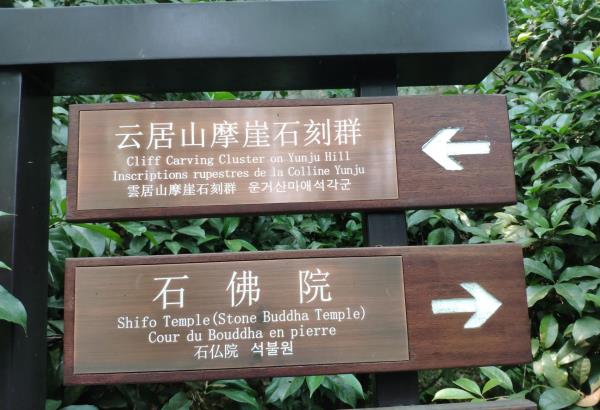 云居山摩崖石刻群
Cliff Carving Cluster on Yunju Hill
Inscriptions rupestres de la Colline Yunju
雲居山摩崖石刻群 운거산마애석각군
石佛院
Shifo Temple(Stone Buddha Temple)
Cour du Bouddha en pierre
石仏院 석불원